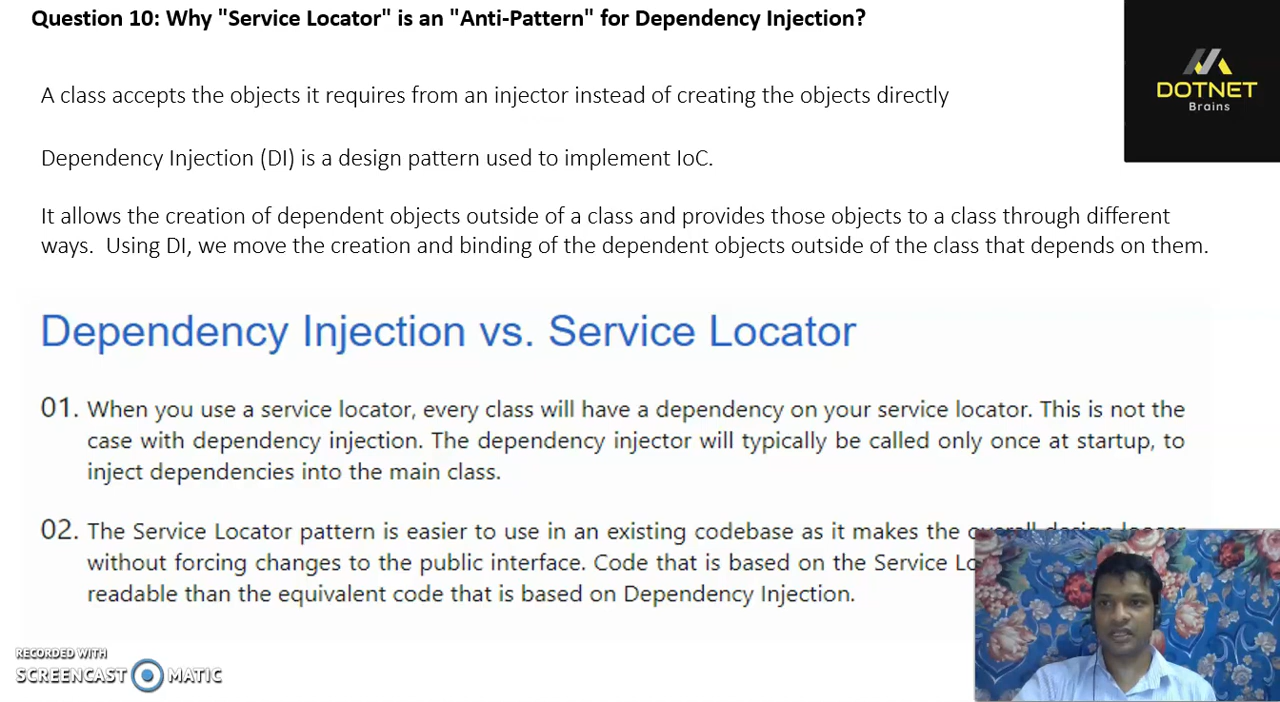 Question 10: Why "Service Locator" is an "Anti-Pattern" for Dependency Injection?
DOTNET
Brains
A class accepts the objects it requires from an injector instead of creating the objects directly
Dependency Injection (DI) is a design pattern used to implement IoC.
It allows the creation of dependent objects outside of a class and provides those objects to a class through different
ways. Using DI, we move the creation and binding of the dependent objects outside of the class that depends on them.
Dependency Injection vs. Service Locator
01. When you use a service locator, every class will have a dependency on your service locator. This is not the
case with dependency injection. The dependency injector will typically be called only once at startup, to
inject dependencies into the main class.
02. The Service Locator pattern is easier to use in an existing codebase as it makes the overall design looser
without forcing changes to the public interface. Code that is based on the Service
readable than the equivalent code that is based on Dependency Injection.
RECORDED WITH
SCREENCAST MATIC